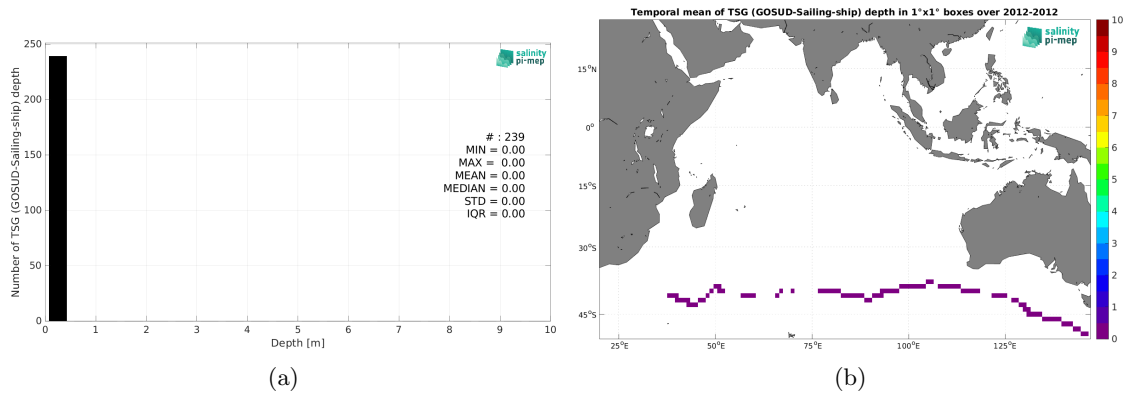 250
200
150
100
50
0
Number of TSG (GOSUD-Sailing-ship) depth
salinity
pi-mep
# : 239
MIN = 0.00
MAX = 0.00
MEAN = 0.00
MEDIAN = 0.00
STD = 0.00
IQR = 0.00
0 1 2 3 4 5 6 7 8 9 10
Depth [m]
(a)
Temporal mean of TSG (GOSUD-Sailing-ship) depth in 1°x1° boxes over 2012-2012
salinity
pi-mep
15°N
0°
15°S
30°S
45°S
25°E 50°E 75°E 100°E 125°E
10
9
8
7
6
5
4
3
2
1
0
(b)